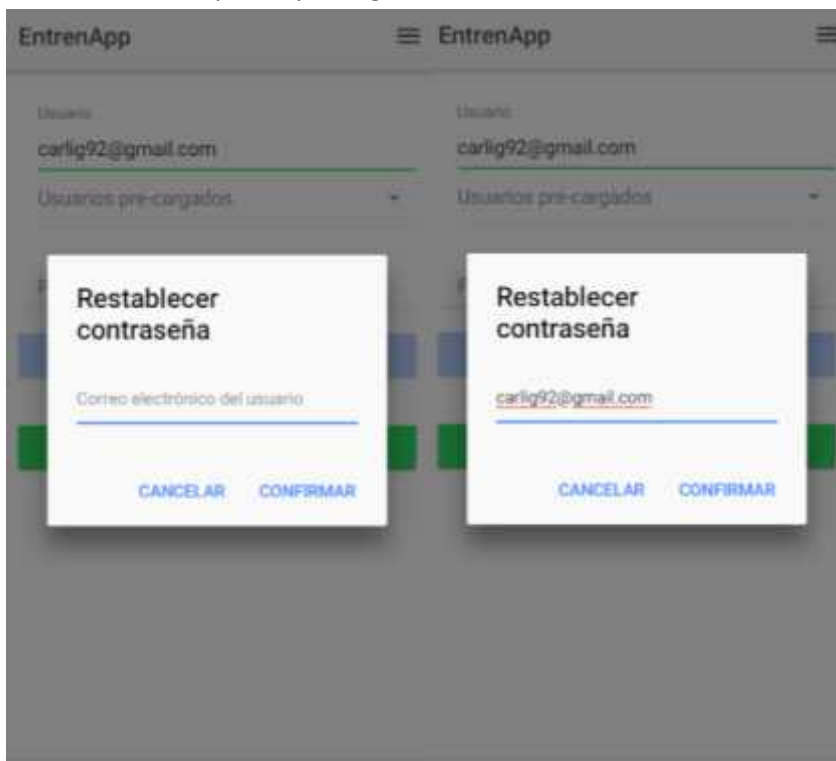 EntrenApp
Usuario
carlig92@gmail.com
Usuarios pre-cargados
Restablecer
contraseña
Correo electrónico del usuario
CANCELAR CONFIRMAR
EntrenApp
Usuario
carlig92@gmail.com
Usuarios pre-cargados
Restablecer
contraseña
carlig92@gmail.com
CANCELAR CONFIRMAR